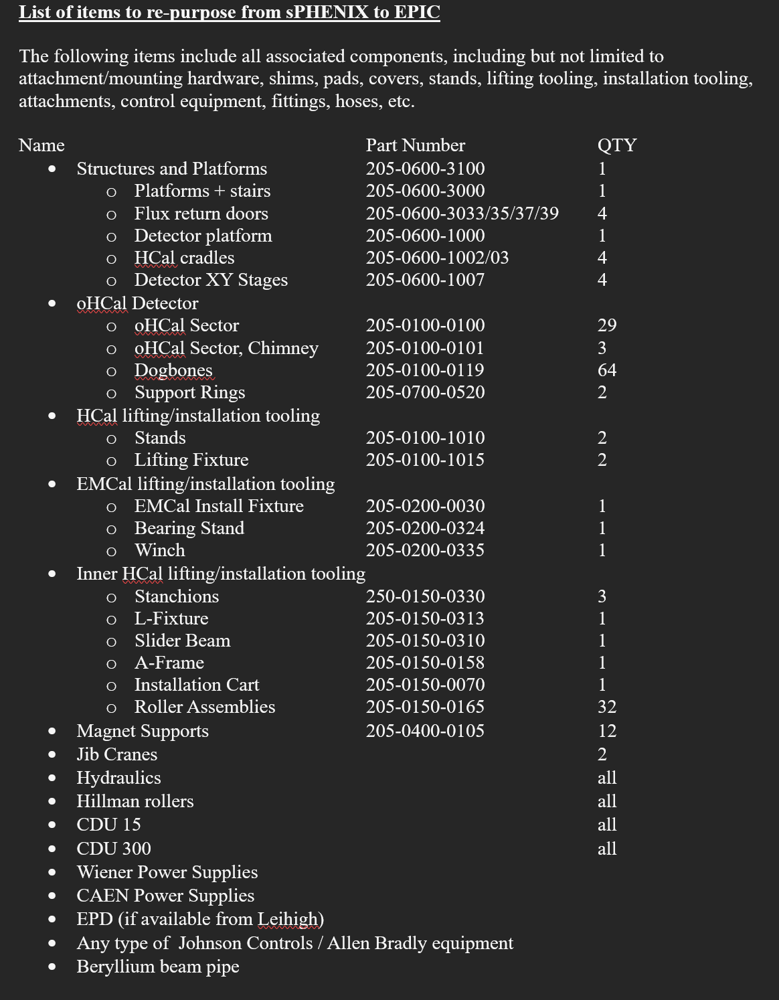 List of items to re-purpose from sPHENIX to EPIC
The following items include all associated components, including but not limited to
attachment/mounting hardware, shims, pads, covers, stands, lifting tooling, installation tooling,
attachments, control equipment, fittings, hoses, etc.
Name Part Number QTY
• Structures and Platforms 205-0600-3100 1
o Platforms + stairs 205-0600-3000 1
o Flux return doors 205-0600-3033/35/37/39 4
o Detector platform 205-0600-1000 1
o HCal cradles 205-0600-1002/03 4
o Detector XY Stages 205-0600-1007 4
• oHCal Detector
o oHCal Sector 205-0100-0100 29
o oHCal Sector, Chimney 205-0100-0101 3
o Dogbones 205-0100-0119 64
o Support Rings 205-0700-0520 2
• HCal lifting/installation tooling
o Stands 205-0100-1010 2
o Lifting Fixture 205-0100-1015 2
• EMCal lifting/installation tooling
o EMCal Install Fixture 205-0200-0030 1
o Bearing Stand 205-0200-0324 1
o Winch 205-0200-0335 1
• Inner HCal lifting/installation tooling
o Stanchions 250-0150-0330 3
o L-Fixture 205-0150-0313 1
o Slider Beam 205-0150-0310 1
o A-Frame 205-0150-0158 1
o Installation Cart 205-0150-0070 1
o Roller Assemblies 205-0150-0165 32
• Magnet Supports 205-0400-0105 12
• Jib Cranes 2
• Hydraulics all
• Hillman rollers all
• CDU 15 all
• CDU 300 all
• Wiener Power Supplies
• CAEN Power Supplies
• EPD (if available from Leihigh)
• Any type of  Johnson Controls / Allen Bradly equipment
• Beryllium beam pipe